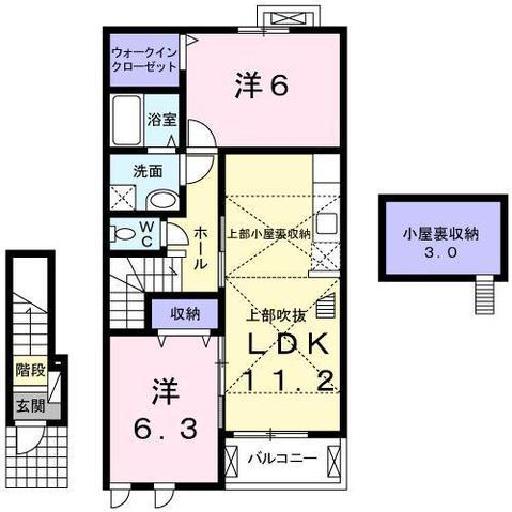 ウォークイン
クローゼット
洋6
浴室
洗面
WC
ホール
上部小屋裏収納
小屋裏収納
3.0
収納
上部吹抜
LDK
11.2
階段
玄関
洋
6.3
バルコニー